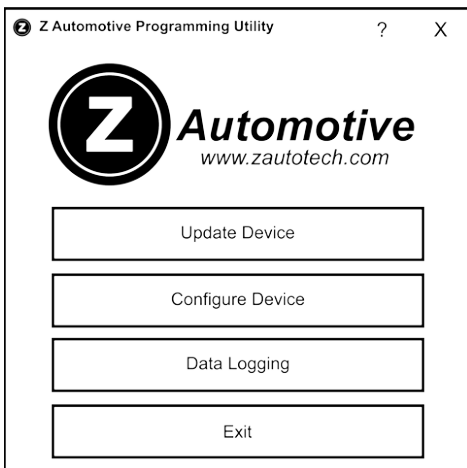 Z Z Automotive Programming Utility ? X
Z Automotive
www.zautotech.com
Update Device
Configure Device
Data Logging
Exit